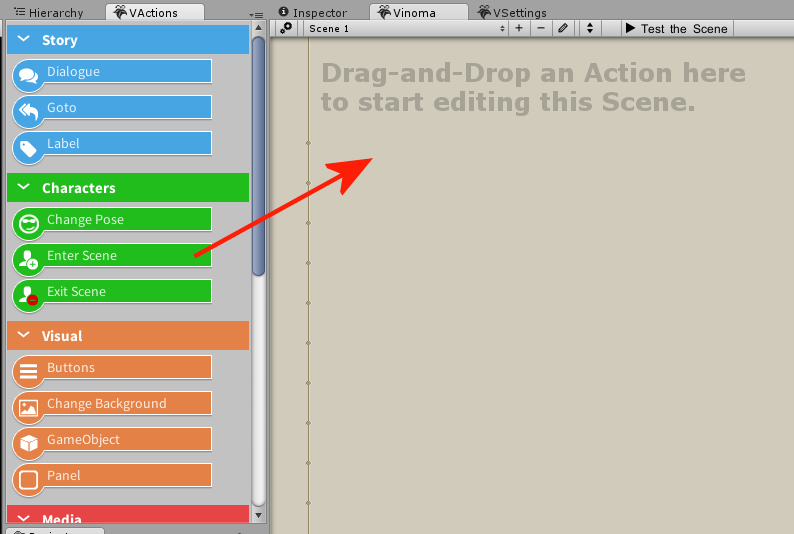 Hierarchy
VActions
Story
Dialogue
Goto
Label
Characters
Change Pose
Enter Scene
Exit Scene
Visual
Buttons
Change Background
GameObject
Panel
Media
Inspector
Vinoma
VSettings
Scene 1
Test the Scene
Drag-and-Drop an Action here
to start editing this Scene.